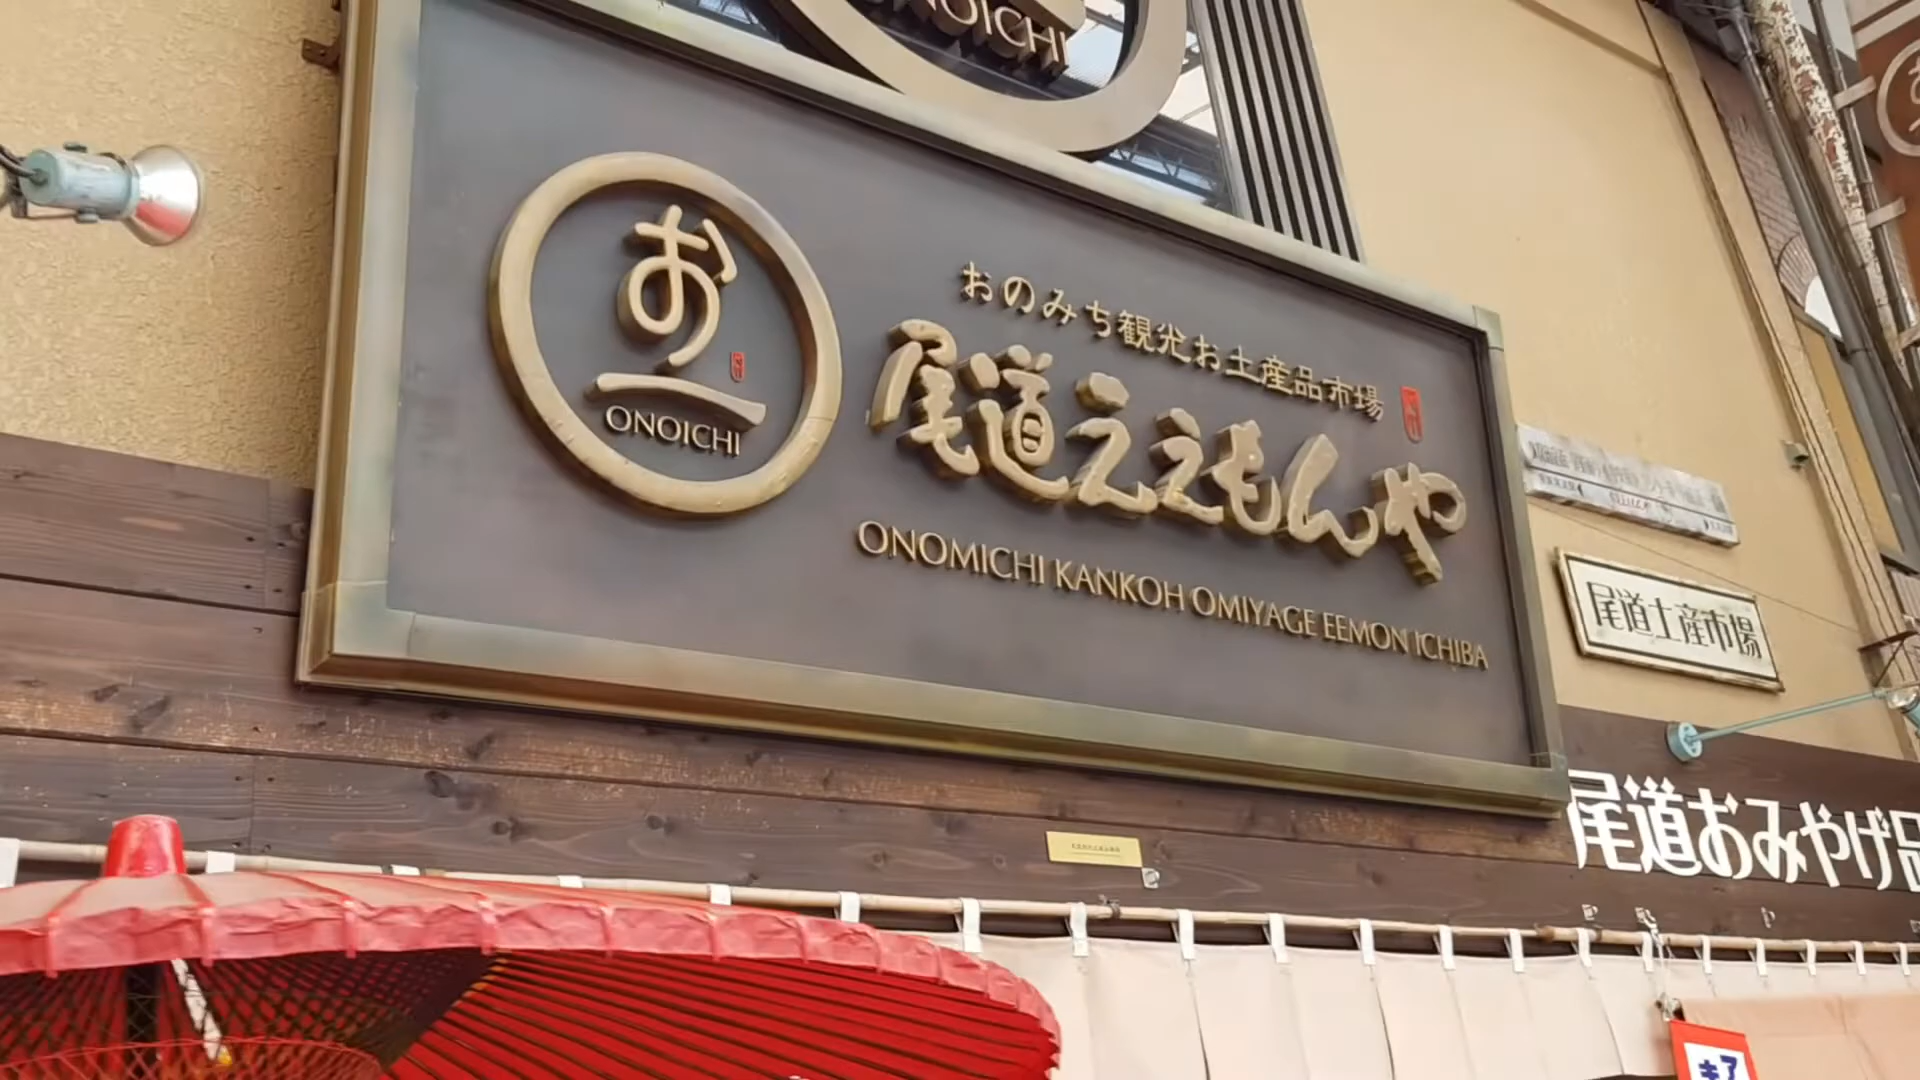 ONOICHI
お
ONOICHI
おのみち観光お土産品市場
尾道ええもんや
ONOMICHI KANKOH OMIYAGE EEMON ICHIBA
尾道土産市場
尾道おみやげ品